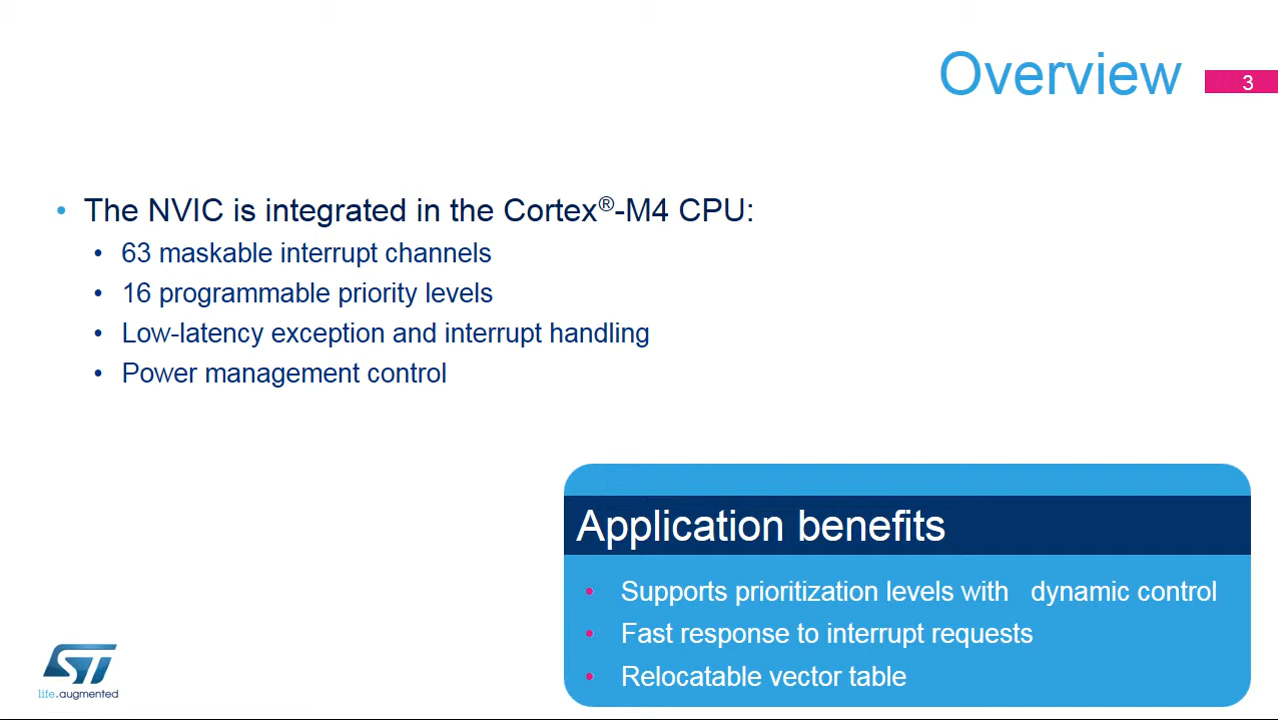 Overview
3
• The NVIC is integrated in the Cortex®-M4 CPU:
• 63 maskable interrupt channels
• 16 programmable priority levels
• Low-latency exception and interrupt handling
• Power management control
Application benefits
• Supports prioritization levels with dynamic control
• Fast response to interrupt requests
• Relocatable vector table
ST
life.augmented